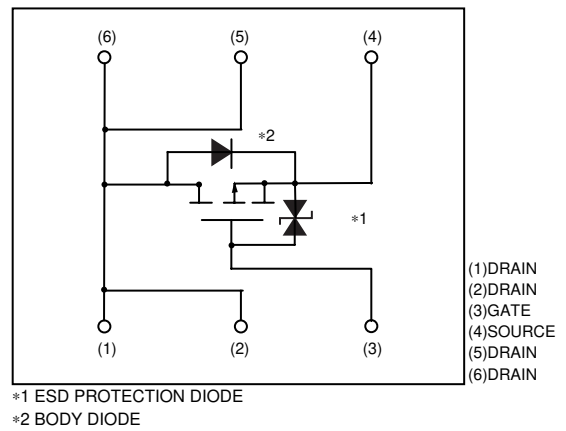 (6) (5) (4)
∗2
∗1
(1) (2) (3)
(1)DRAIN
(2)DRAIN
(3)GATE
(4)SOURCE
(5)DRAIN
(6)DRAIN
∗1 ESD PROTECTION DIODE
∗2 BODY DIODE